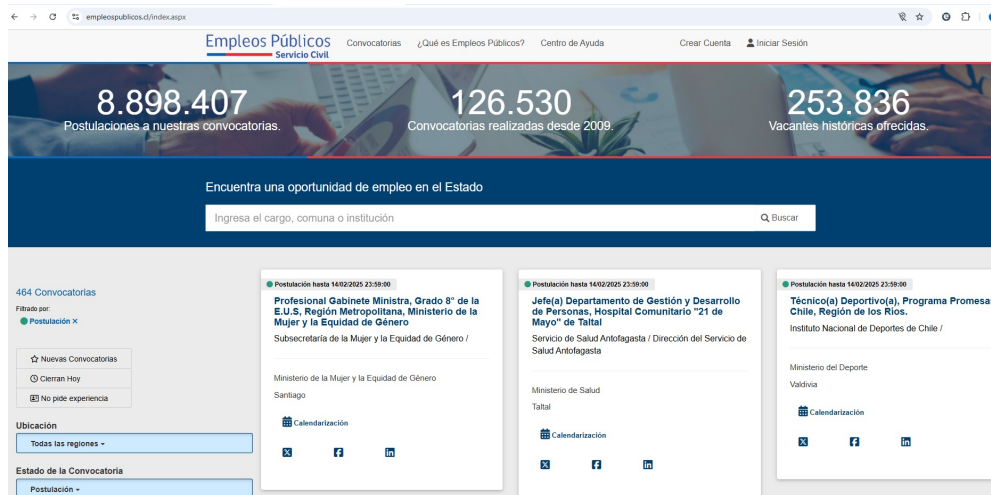 empleospublicos.cl/index.aspx
Empleos Públicos
Servicio Civil
Convocatorias ¿Qué es Empleos Públicos? Centro de Ayuda Crear Cuenta Iniciar Sesión
8.898.407
Postulaciones a nuestras convocatorias.
126.530
Convocatorias realizadas desde 2009.
253.836
Vacantes históricas ofrecidas.
Encuentra una oportunidad de empleo en el Estado
Ingresa el cargo, comuna o institución
Buscar
464 Convocatorias
Filtrado por:
Postulación ×
Nuevas Convocatorias
Cierran Hoy
No pide experiencia
Ubicación
Todas las regiones
Estado de la Convocatoria
Postulación
Postulación hasta 14/02/2025 23:59:00
Profesional Gabinete Ministra, Grado 8° de la
E.U.S, Región Metropolitana, Ministerio de la
Mujer y la Equidad de Género
Subsecretaría de la Mujer y la Equidad de Género /
Ministerio de la Mujer y la Equidad de Género
Santiago
Calendarización
Postulación hasta 14/02/2025 23:59:00
Jefe(a) Departamento de Gestión y Desarrollo
de Personas, Hospital Comunitario "21 de
Mayo" de Taltal
Servicio de Salud Antofagasta / Dirección del Servicio de
Salud Antofagasta
Ministerio de Salud
Taltal
Calendarización
Postulación hasta 14/02/2025 23:59:00
Técnico(a) Deportivo(a), Programa Promesas
Chile, Región de los Ríos.
Instituto Nacional de Deportes de Chile /
Ministerio del Deporte
Valdivia
Calendarización